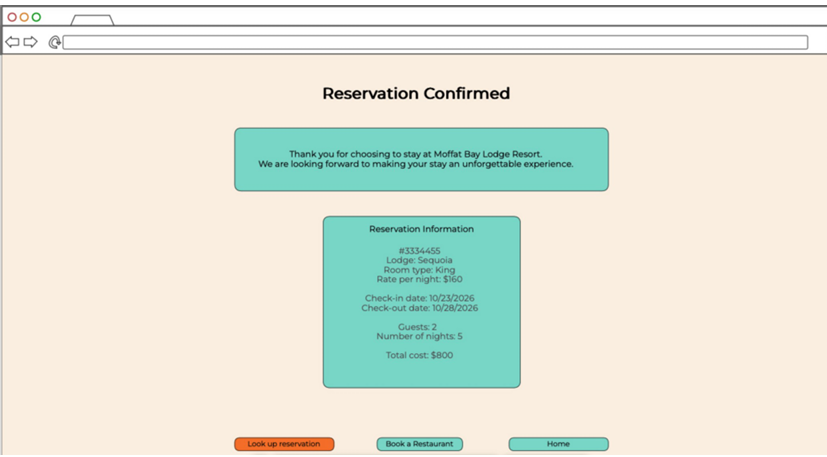 Reservation Confirmed
Thank you for choosing to stay at Moffat Bay Lodge Resort.
We are looking forward to making your stay an unforgettable experience.
Reservation Information
#3334455
Lodge: Sequoia
Room type: King
Rate per night: $160
Check-in date: 10/23/2026
Check-out date: 10/28/2026
Guests: 2
Number of nights: 5
Total cost: $800
Look up reservation
Book a Restaurant
Home